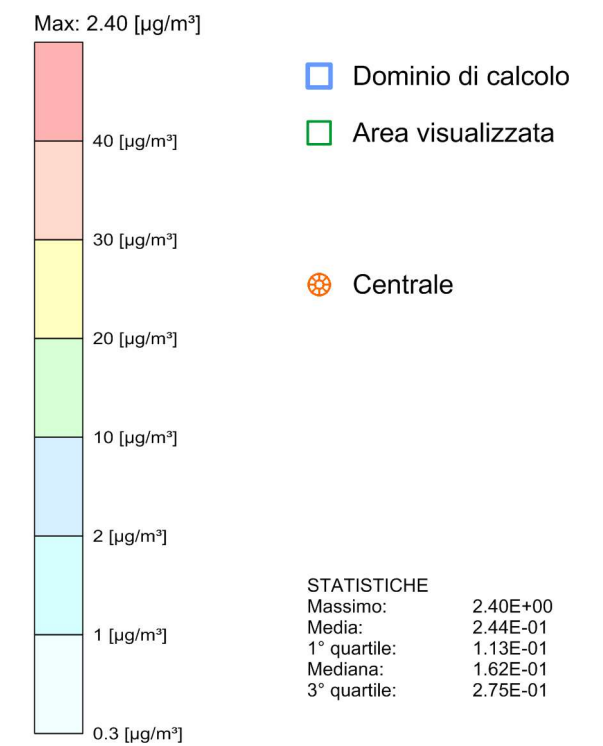 Max: 2.40 [µg/m³]
40 [µg/m³]
30 [µg/m³]
20 [µg/m³]
10 [µg/m³]
2 [µg/m³]
1 [µg/m³]
0.3 [µg/m³]
Dominio di calcolo
Area visualizzata
Centrale
STATISTICHE
Massimo: 2.40E+00
Media: 2.44E-01
1° quartile: 1.13E-01
Mediana: 1.62E-01
3° quartile: 2.75E-01